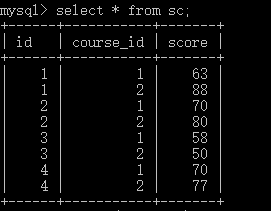 mysql> select * from sc;
+------+-----------+-------+
| id   | course_id | score |
+------+-----------+-------+
|    1 |         1 |    63 |
|    1 |         2 |    88 |
|    2 |         1 |    70 |
|    2 |         2 |    80 |
|    3 |         1 |    58 |
|    3 |         2 |    50 |
|    4 |         1 |    70 |
|    4 |         2 |    77 |
+------+-----------+-------+